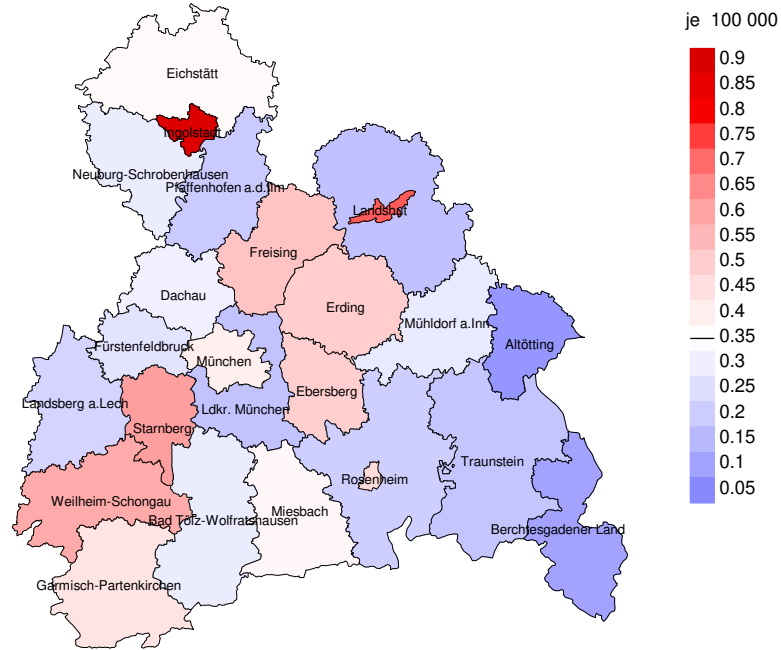 je 100 000
0.9
0.85
0.8
0.75
0.7
0.65
0.6
0.55
0.5
0.45
0.4
0.35
0.3
0.25
0.2
0.15
0.1
0.05
Eichstätt
Ingolstadt
Neuburg-Schrobenhausen
Pfaffenhofen a.d.Ilm
Landshut
Freising
Dachau
Erding
Mühldorf a.Inn
Altötting
Fürstenfeldbruck
München
Ebersberg
Landsberg a.Lech
Ldkr. München
Starnberg
Traunstein
Rosenheim
Weilheim-Schongau
Miesbach
Bad Tölz-Wolfratshausen
Berchtesgadener Land
Garmisch-Partenkirchen